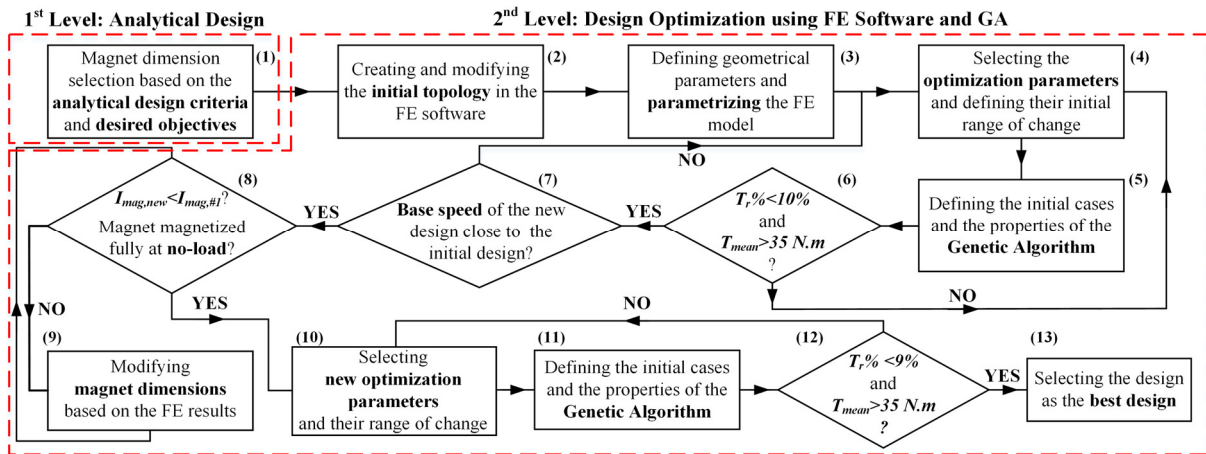 1st Level: Analytical Design
2nd Level: Design Optimization using FE Software and GA
(1)
Magnet dimension
selection based on the
analytical design criteria
and desired objectives
(2)
Creating and modifying
the initial topology in the
FE software
(3)
Defining geometrical
parameters and
parametrizing the FE
model
(4)
Selecting the
optimization parameters
and defining their initial
range of change
NO
(5)
Defining the initial cases
and the properties of the
Genetic Algorithm
(6)
Tr%<10%
and
Tmean>35 N.m
?
YES
NO
(7)
Base speed of the new
design close to the
initial design?
YES
(8)
Imag,new<Imag,#1?
Magnet magnetized
fully at no-load?
NO
YES
(9)
Modifying
magnet dimensions
based on the FE results
(10)
Selecting
new optimization
parameters
and their range of change
NO
(11)
Defining the initial cases
and the properties of the
Genetic Algorithm
(12)
Tr% <9%
and
Tmean>35 N.m
?
YES
(13)
Selecting the design
as the best design